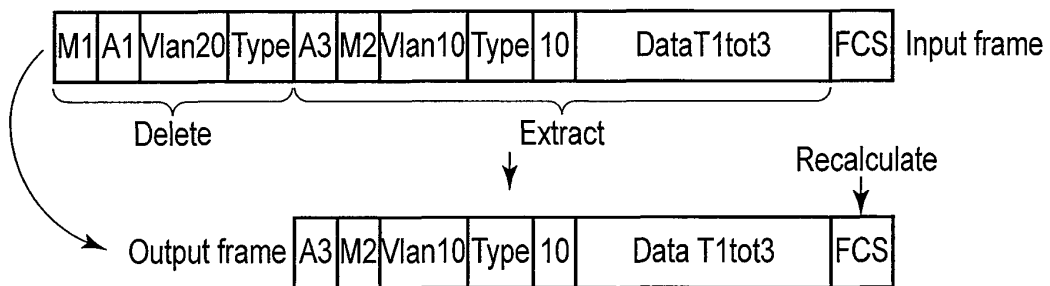 M1 A1 Vlan20 Type A3 M2 Vlan10 Type 10 DataT1tot3 FCS Input frame
Delete Extract
Recalculate
Output frame A3 M2 Vlan10 Type 10 Data T1tot3 FCS